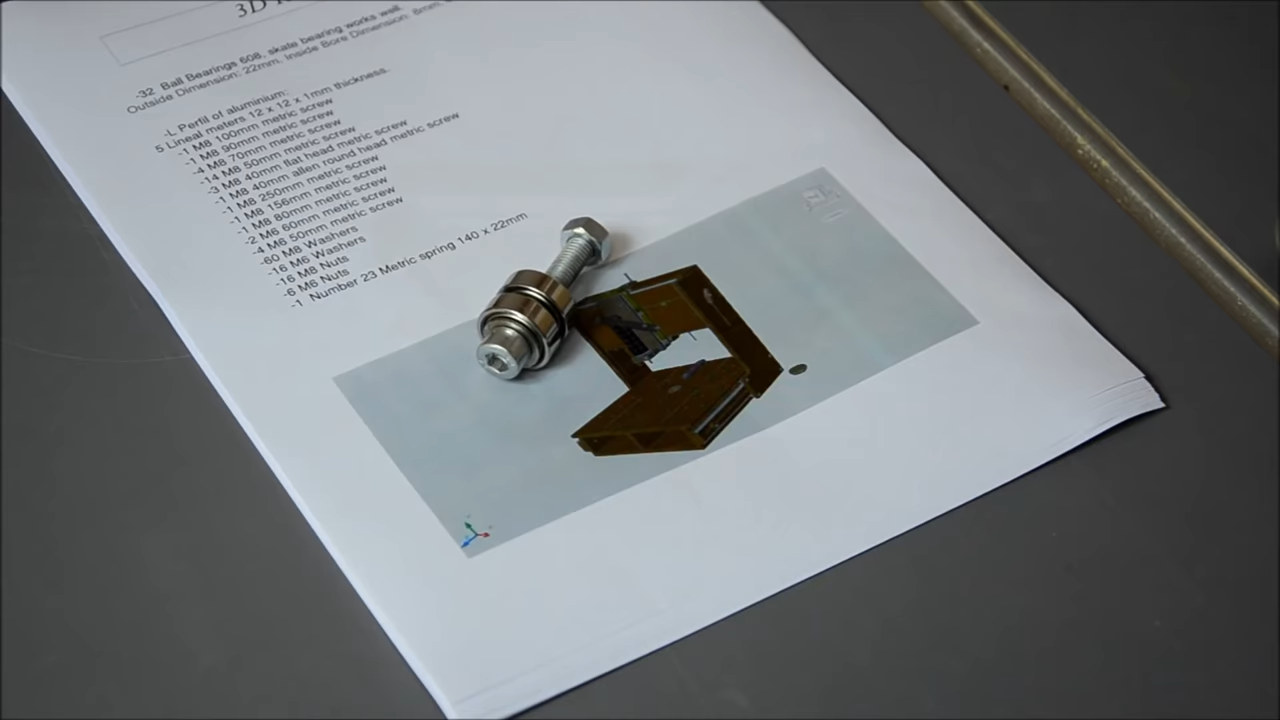 3D
-32 Ball Bearings 608, skate bearing works well.
Outside Dimension: 22mm, Inside Bore Dimension: 8mm,
-L Perfil of aluminium:
5 Lineal meters 12 x 12 x 1mm thickness.
-1 M8 100mm metric screw
-1 M8 90mm metric screw
-4 M8 70mm metric screw
-14 M8 50mm metric screw
-3 M8 40mm flat head metric screw
-1 M8 40mm allen round head metric screw
-1 M8 250mm metric screw
-1 M8 156mm metric screw
-1 M8 80mm metric screw
-2 M6 60mm metric screw
-4 M6 50mm metric screw
-60 M8 Washers
-16 M6 Washers
-16 M8 Nuts
-6 M6 Nuts
-1 Number 23 Metric spring 140 x 22mm